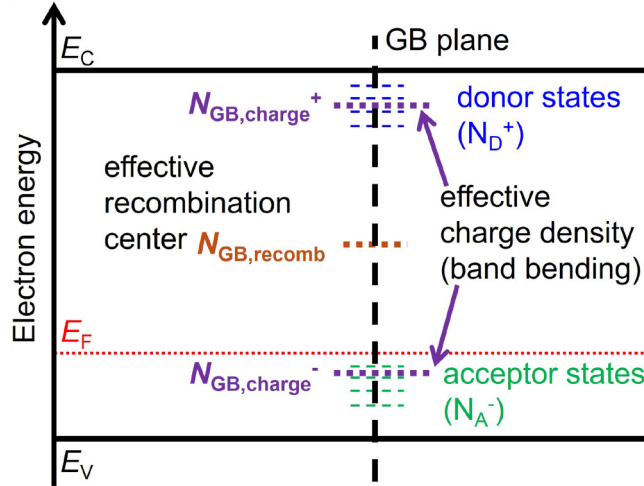 E_C
GB plane
N_GB,charge^+
donor states
(N_D^+)
effective
recombination
center
N_GB,recomb
effective
charge density
(band bending)
Electron energy
E_F
N_GB,charge^-
acceptor states
(N_A^-)
E_V